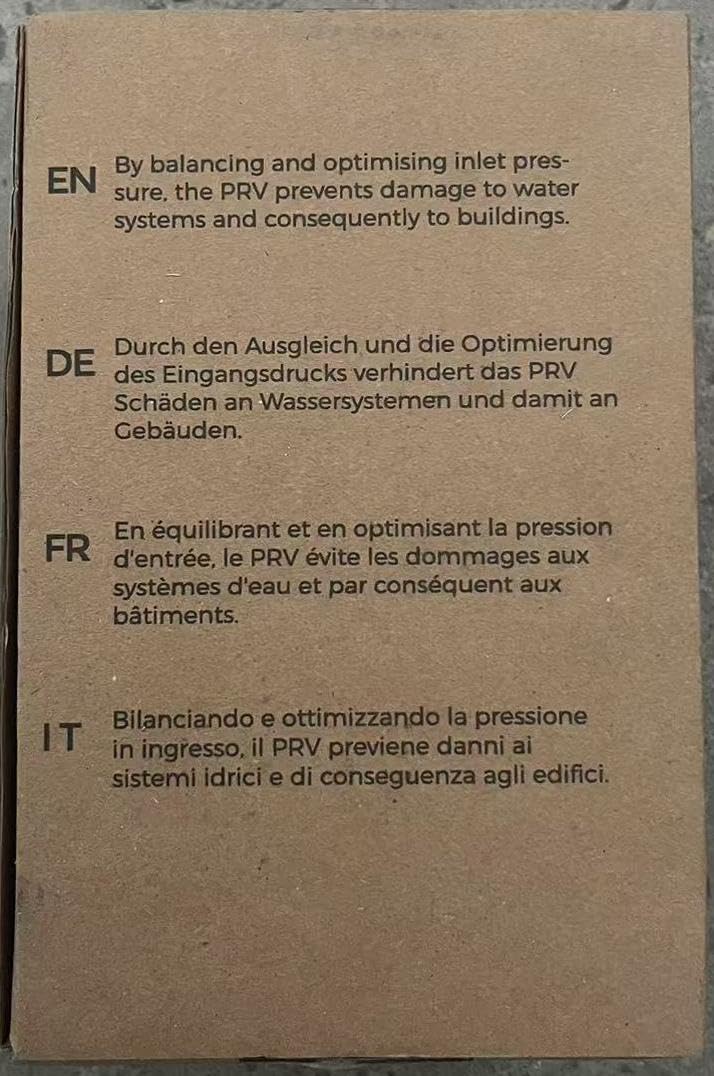 EN
By balancing and optimising inlet pres-
sure, the PRV prevents damage to water
systems and consequently to buildings.
DE
Durch den Ausgleich und die Optimierung
des Eingangsdrucks verhindert das PRV
Schäden an Wassersystemen und damit an
Gebäuden.
FR
En équilibrant et en optimisant la pression
d'entrée, le PRV évite les dommages aux
systèmes d'eau et par conséquent aux
bâtiments.
IT
Bilanciando e ottimizzando la pressione
in ingresso, il PRV previene danni ai
sistemi idrici e di conseguenza agli edifici.